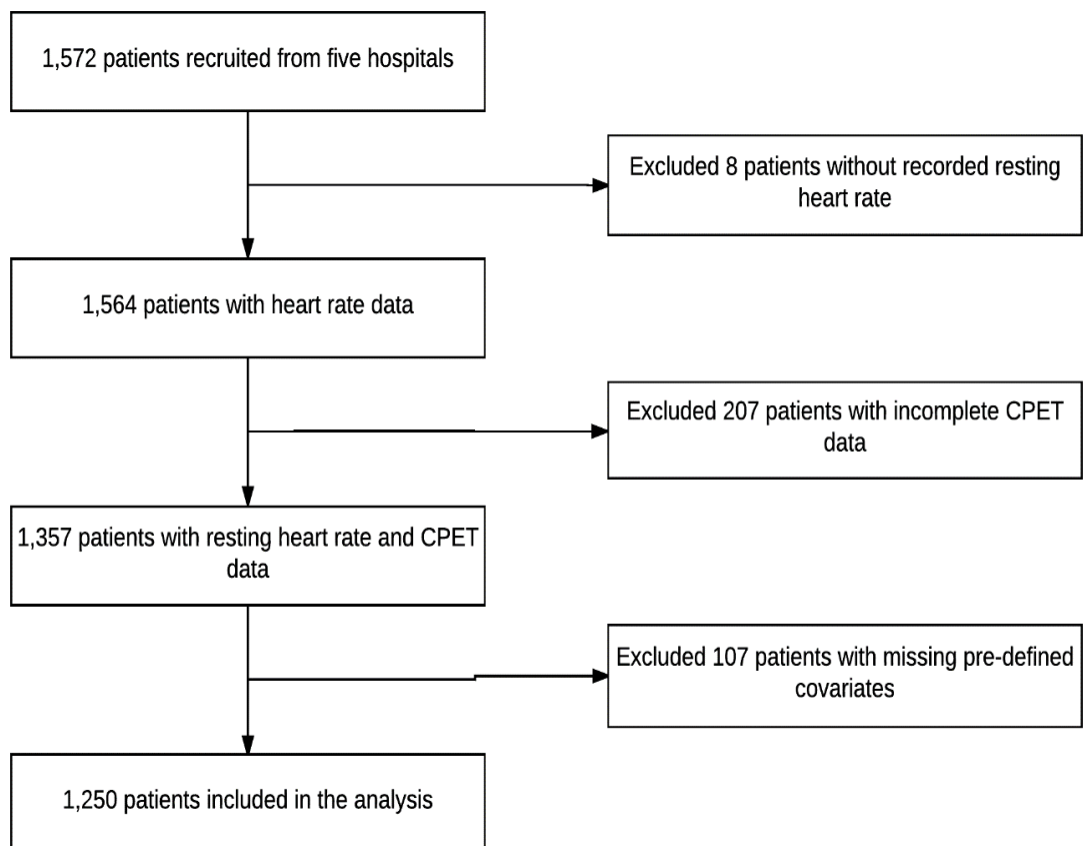 1,572 patients recruited from five hospitals
Excluded 8 patients without recorded resting
heart rate
1,564 patients with heart rate data
Excluded 207 patients with incomplete CPET
data
1,357 patients with resting heart rate and CPET
data
Excluded 107 patients with missing pre-defined
covariates
1,250 patients included in the analysis